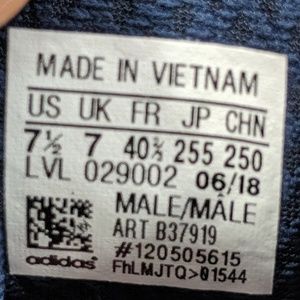 MADE IN VIETNAM
US UK FR JP CHN
7½ 7 40⅔ 255 250
LVL 029002 06/18
MALE/MÂLE
ART B37919
#120505615
adidas FhLMJTQ>01544